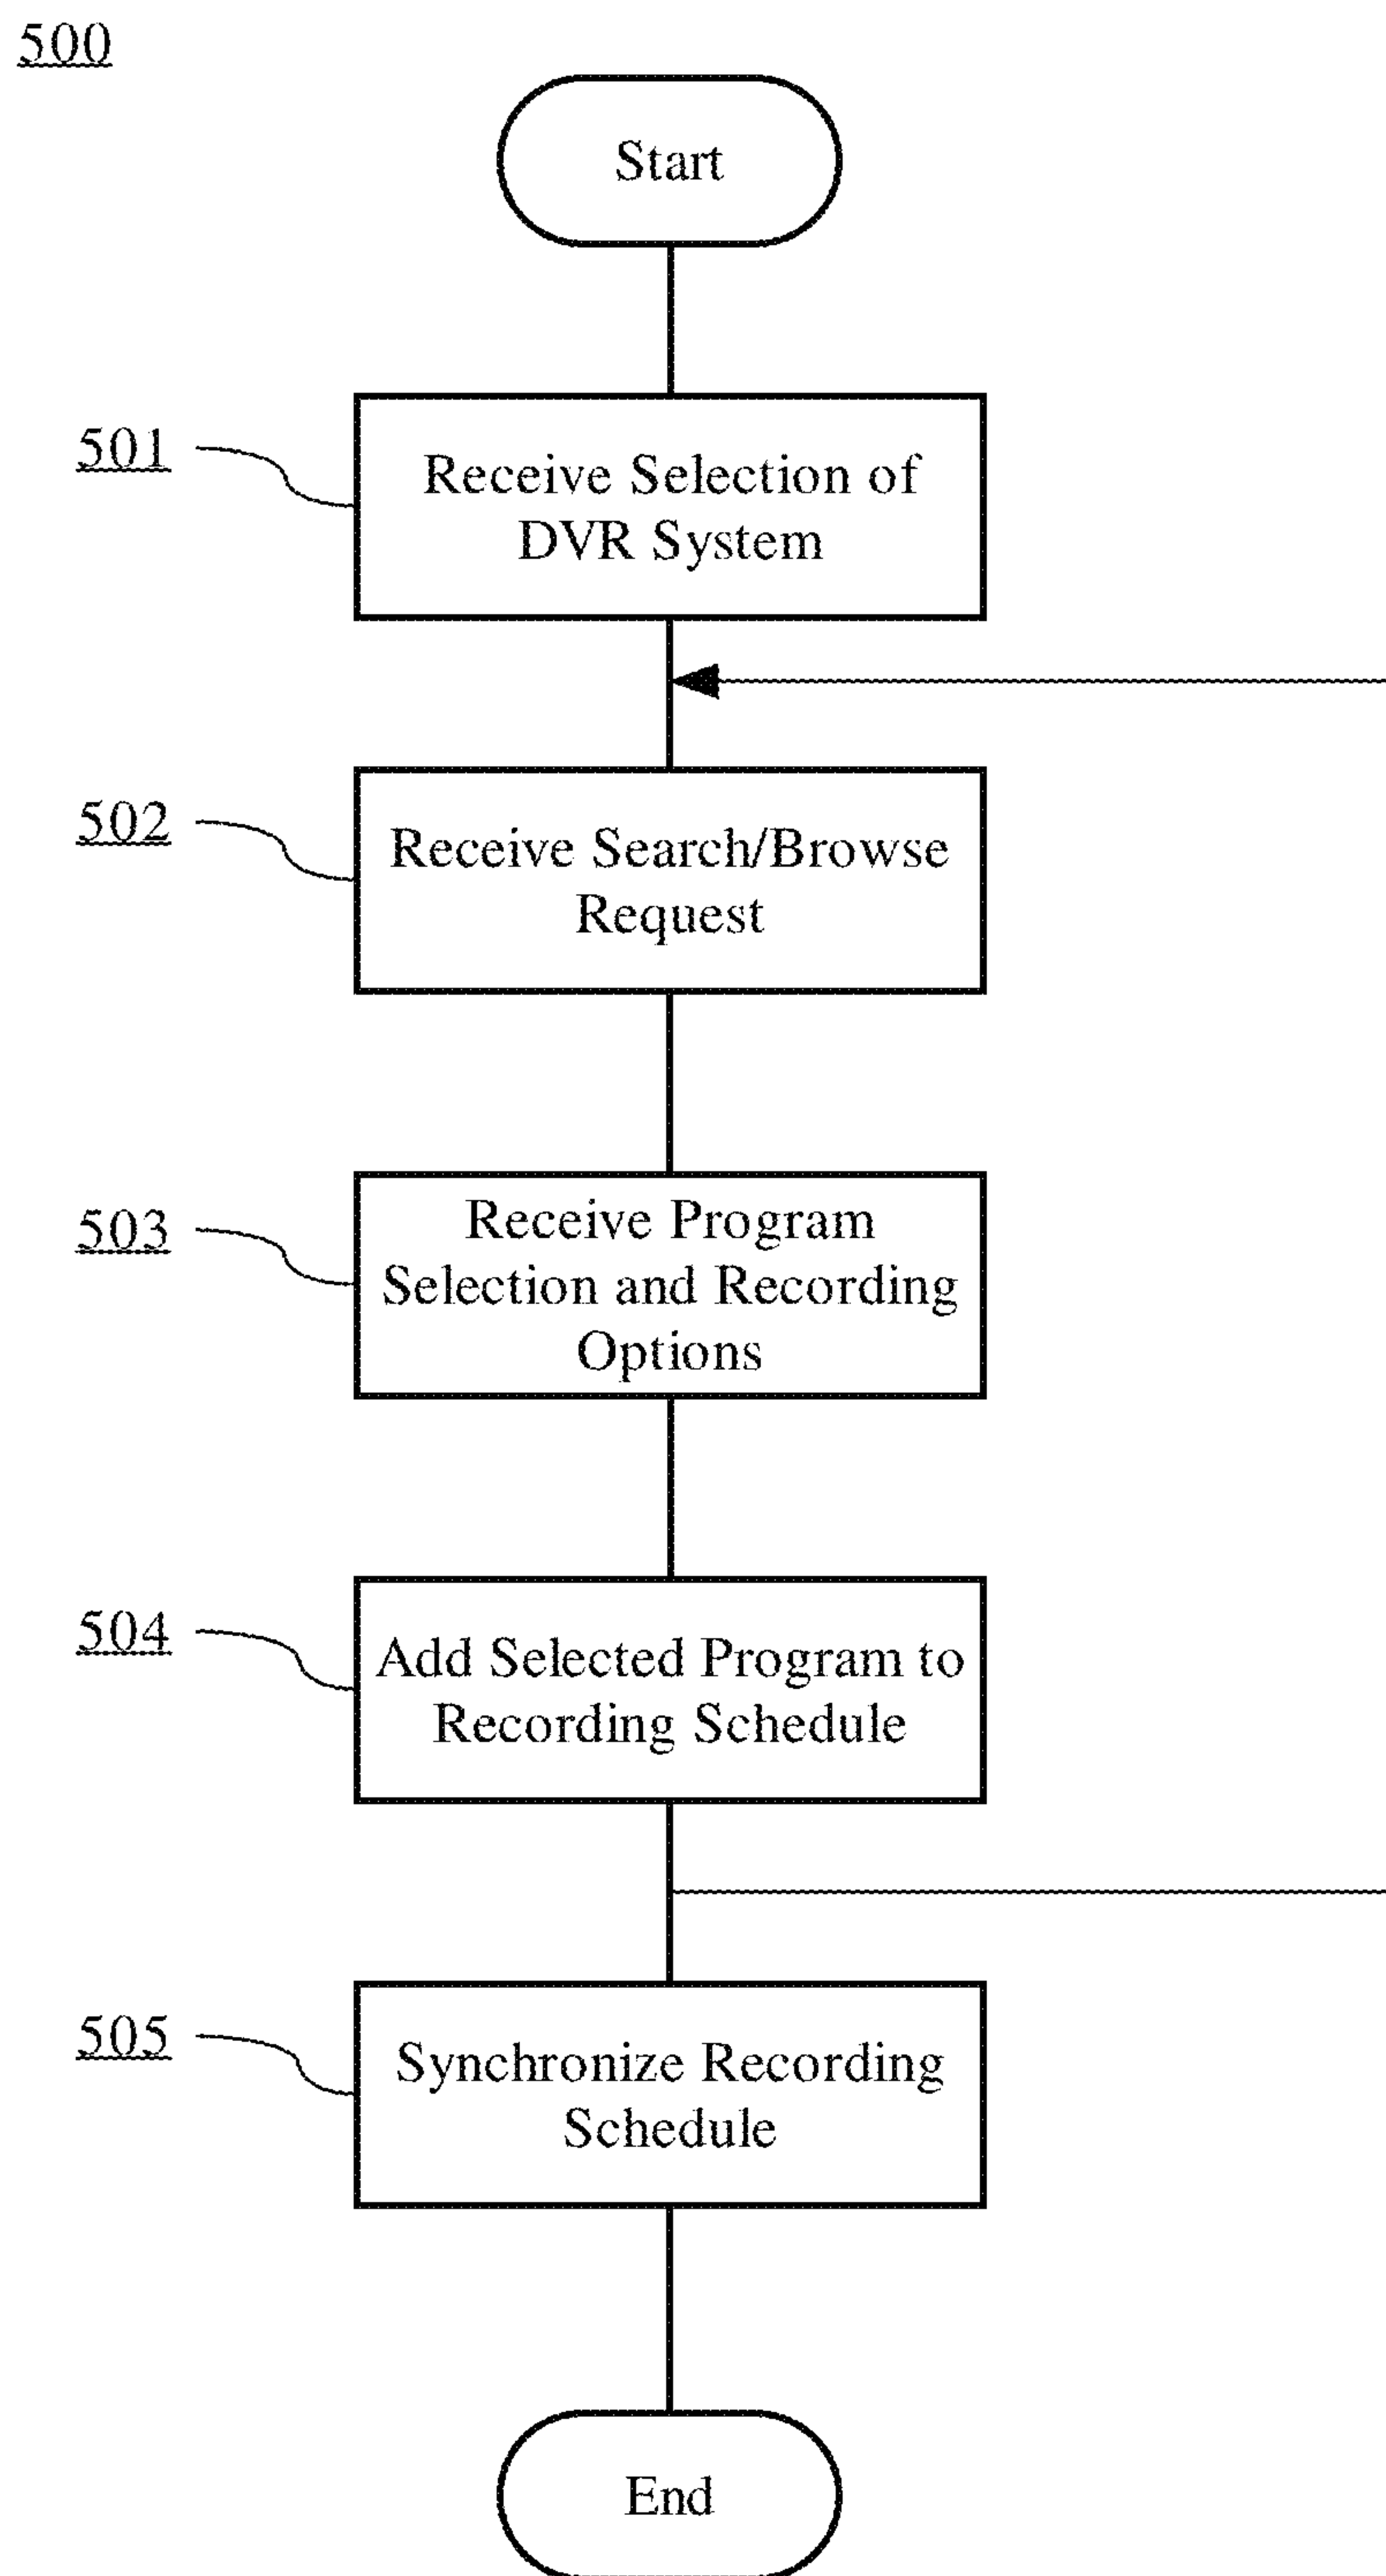 500
Start
501
Receive Selection of
DVR System
502
Receive Search/Browse
Request
503
Receive Program
Selection and Recording
Options
504
Add Selected Program to
Recording Schedule
505
Synchronize Recording
Schedule
End